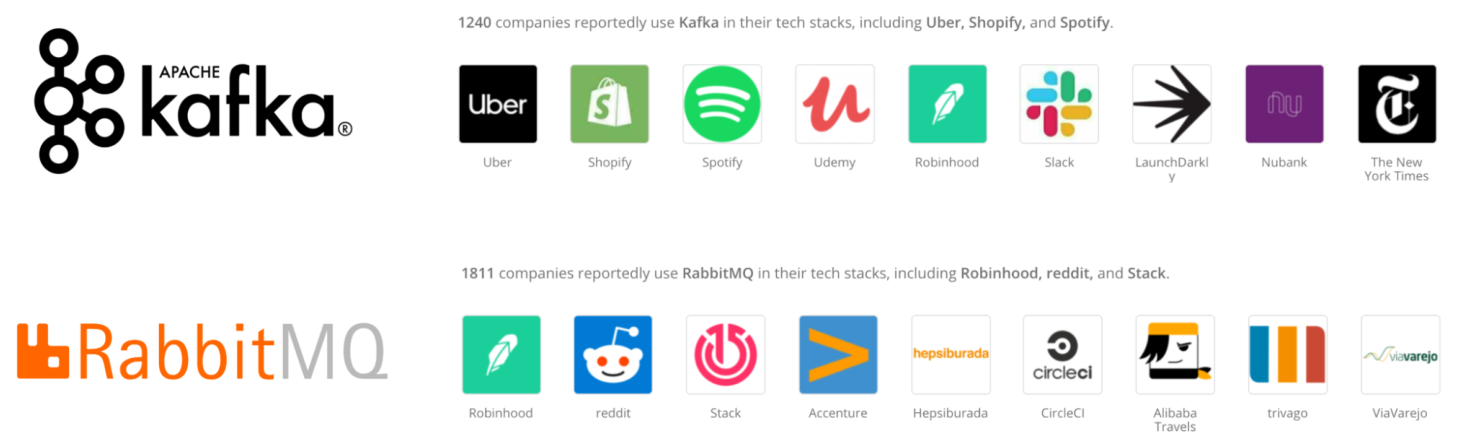 1240 companies reportedly use Kafka in their tech stacks, including Uber, Shopify, and Spotify.
APACHE
kafka®
Uber
S
nu
T
Uber
Shopify
Spotify
Udemy
Robinhood
Slack
LaunchDarkl
y
Nubank
The New
York Times
1811 companies reportedly use RabbitMQ in their tech stacks, including Robinhood, reddit, and Stack.
RabbitMQ
hepsiburada
circleci
viavarejo
Robinhood
reddit
Stack
Accenture
Hepsiburada
CircleCI
Alibaba
Travels
trivago
ViaVarejo